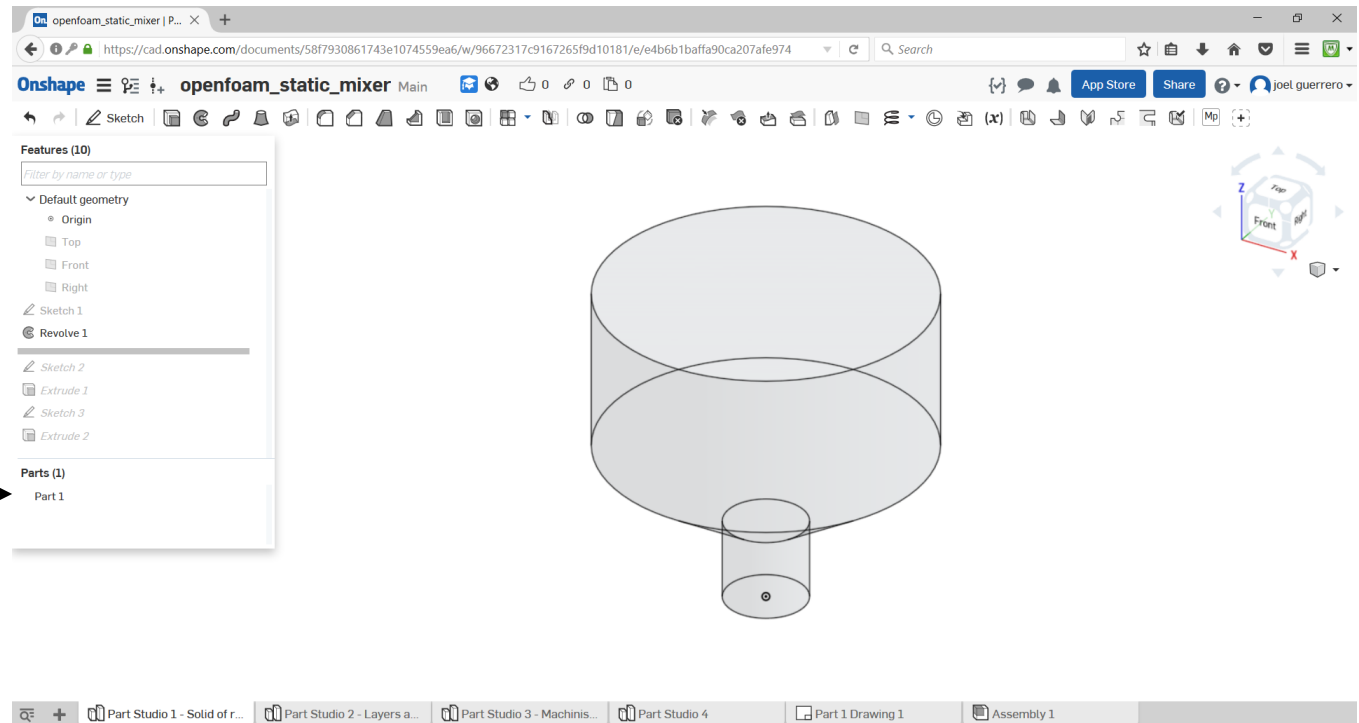 On. openfoam_static_mixer | P...
https://cad.onshape.com/documents/58f7930861743e1074559ea6/w/96672317c9167265f9d10181/e/e4b6b1baffa90ca207afe974 Search
Onshape openfoam_static_mixer Main 0 0 0 App Store Share joel guerrero
Sketch (x) Mp
Features (10)
Filter by name or type
Default geometry
Origin
Top
Front
Right
Sketch 1
Revolve 1
Sketch 2
Extrude 1
Sketch 3
Extrude 2
Parts (1)
Part 1
Z
Top
Y
Front
Right
X
Part Studio 1 - Solid of r... Part Studio 2 - Layers a... Part Studio 3 - Machinis... Part Studio 4 Part 1 Drawing 1 Assembly 1